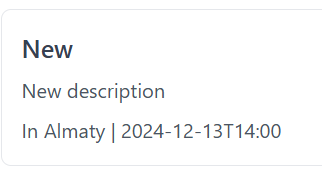 New
New description
In Almaty | 2024-12-13T14:00